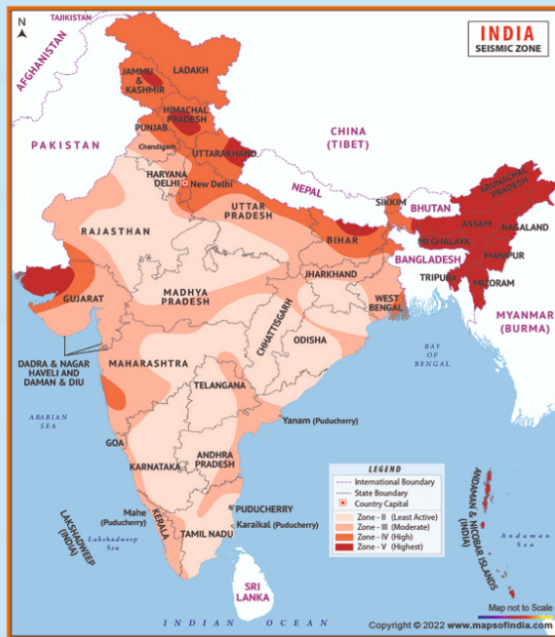 N
TAJIKISTAN
AFGHANISTAN
INDIA
SEISMIC ZONE
LADAKH
JAMMU
&
KASHMIR
HIMACHAL
PRADESH
PUNJAB
PAKISTAN
Chandigarh
UTTARAKHAND
CHINA
(TIBET)
HARYANA
DELHI
New Delhi
NEPAL
ARUNACHAL PRADESH
SIKKIM
BHUTAN
UTTAR
PRADESH
RAJASTHAN
ASSAM
NAGALAND
BIHAR
MEGHALAYA
MANIPUR
BANGLADESH
JHARKHAND
TRIPURA
MIZORAM
GUJARAT
MADHYA
PRADESH
WEST
BENGAL
CHHATTISGARH
MYANMAR
(BURMA)
ODISHA
DADRA & NAGAR
HAVELI AND
DAMAN & DIU
MAHARASHTRA
BAY
OF
BENGAL
TELANGANA
ARABIAN
SEA
Yanam (Puducherry)
GOA
ANDHRA
PRADESH
KARNATAKA
LEGEND
International Boundary
State Boundary
Country Capital
Zone - II (Least Active)
Zone - III (Moderate)
Zone - IV (High)
Zone - V (Highest)
ANDAMAN & NICOBAR ISLANDS
(INDIA)
PUDUCHERRY
Mahe
(Puducherry)
Karaikal (Puducherry)
KERALA
TAMIL NADU
LAKSHADWEEP
(INDIA)
Lakshadweep
Sea
Andaman
Sea
SRI
LANKA
Map not to Scale
INDIAN OCEAN
Copyright © 2022 www.mapsofindia.com